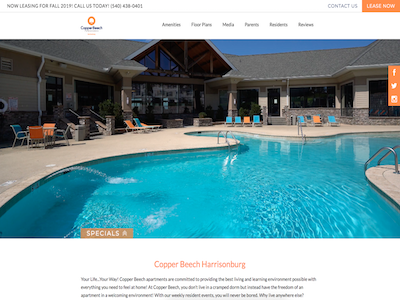 NOW LEASING FOR FALL 2019! CALL US TODAY! (540) 438-0401
CONTACT US
LEASE NOW
Copper Beech
Amenities
Floor Plans
Media
Parents
Residents
Reviews
SPECIALS
Copper Beech Harrisonburg
Your Life...Your Way! Copper Beech apartments are committed to providing the best living and learning environment possible with
everything you need to feel at home! At Copper Beech, you don't live in a cramped dorm but instead have the freedom of an
apartment in a welcoming environment! With our weekly resident events, you will never be bored. Why live anywhere else?